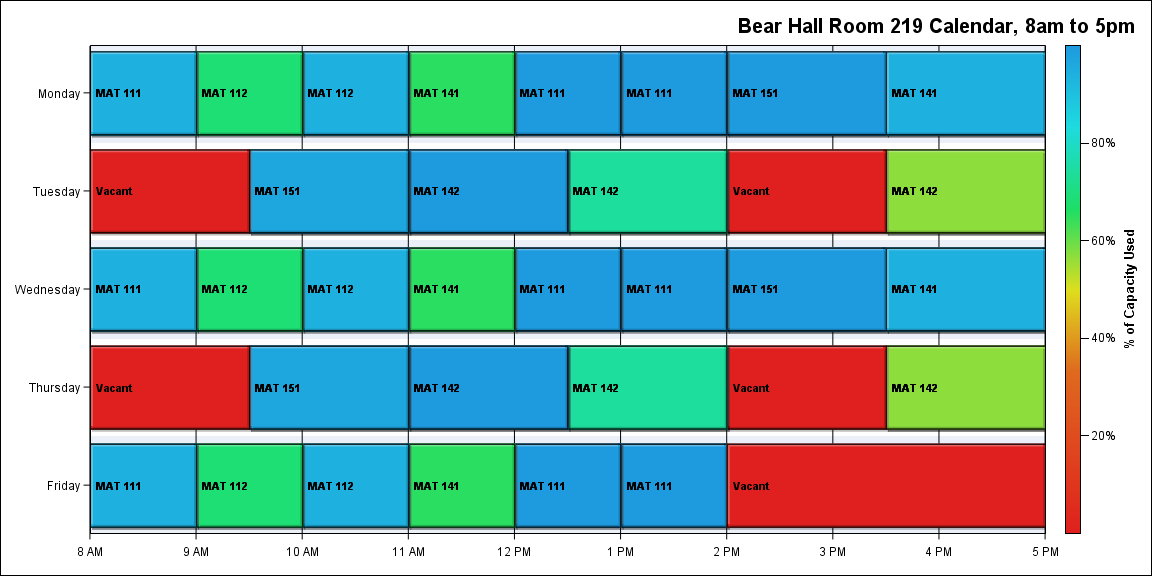 Bear Hall Room 219 Calendar, 8am to 5pm
Monday
MAT 111
MAT 112
MAT 112
MAT 141
MAT 111
MAT 111
MAT 151
MAT 141
Tuesday
Vacant
MAT 151
MAT 142
MAT 142
Vacant
MAT 142
Wednesday
MAT 111
MAT 112
MAT 112
MAT 141
MAT 111
MAT 111
MAT 151
MAT 141
Thursday
Vacant
MAT 151
MAT 142
MAT 142
Vacant
MAT 142
Friday
MAT 111
MAT 112
MAT 112
MAT 141
MAT 111
MAT 111
Vacant
8 AM
9 AM
10 AM
11 AM
12 PM
1 PM
2 PM
3 PM
4 PM
5 PM
80%
60%
40%
20%
% of Capacity Used